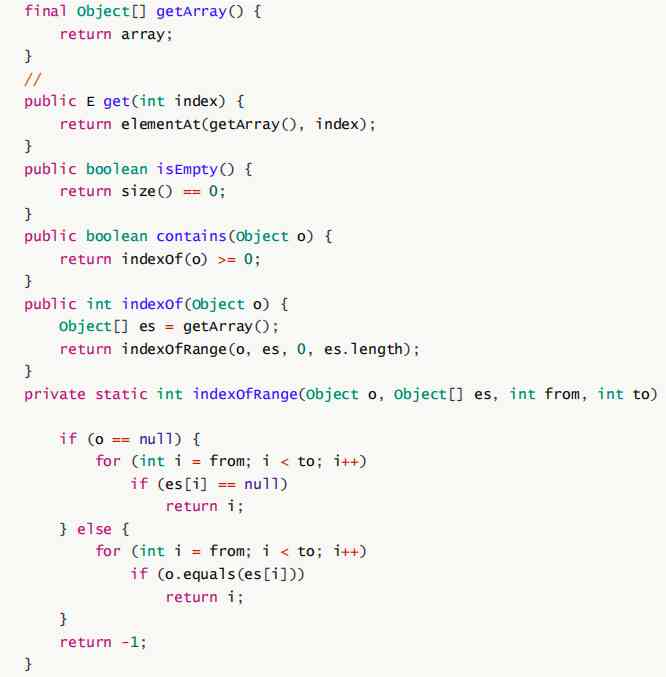 final Object[] getArray() {
    return array;
}
//
public E get(int index) {
    return elementAt(getArray(), index);
}
public boolean isEmpty() {
    return size() == 0;
}
public boolean contains(Object o) {
    return indexOf(o) >= 0;
}
public int indexOf(Object o) {
    Object[] es = getArray();
    return indexOfRange(o, es, 0, es.length);
}
private static int indexOfRange(Object o, Object[] es, int from, int to)

    if (o == null) {
        for (int i = from; i < to; i++)
            if (es[i] == null)
                return i;
    } else {
        for (int i = from; i < to; i++)
            if (o.equals(es[i]))
                return i;
    }
    return -1;
}